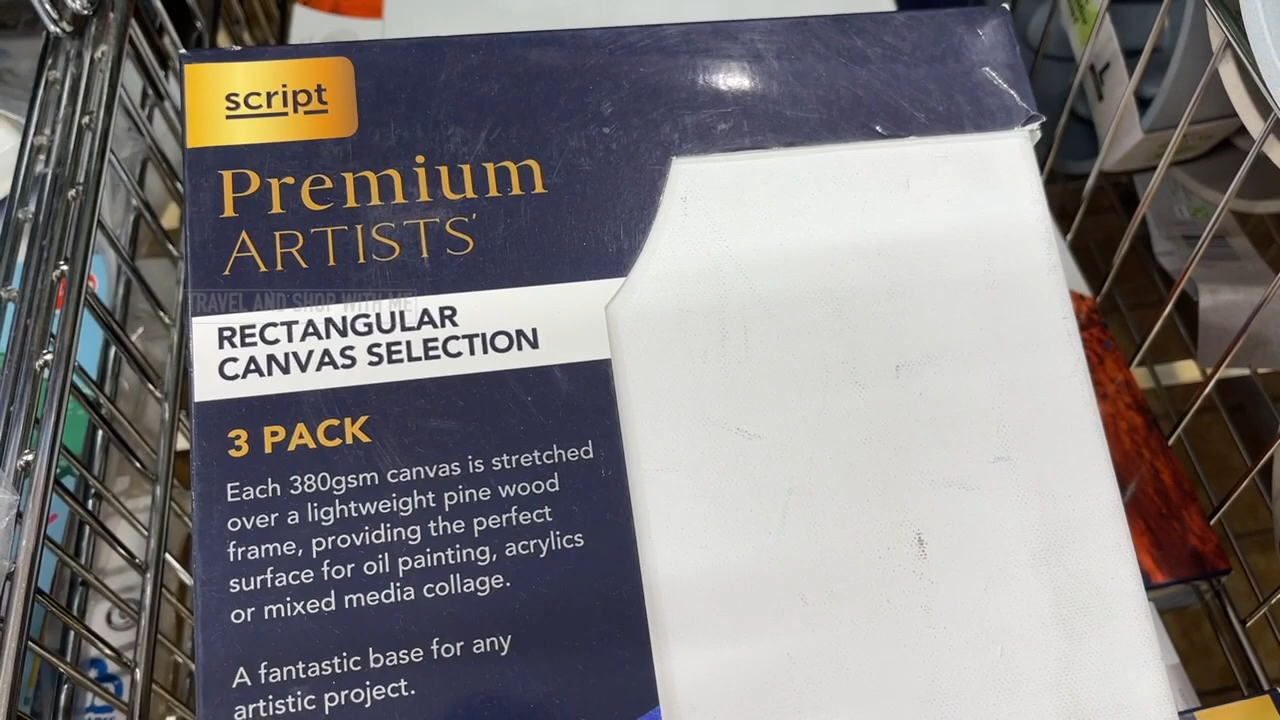 script
Premium
ARTISTS'
TRAVEL AND SHOP WITH ME
RECTANGULAR
CANVAS SELECTION
3 PACK
Each 380gsm canvas is stretched
over a lightweight pine wood
frame, providing the perfect
surface for oil painting, acrylics
or mixed media collage.
A fantastic base for any
artistic project.